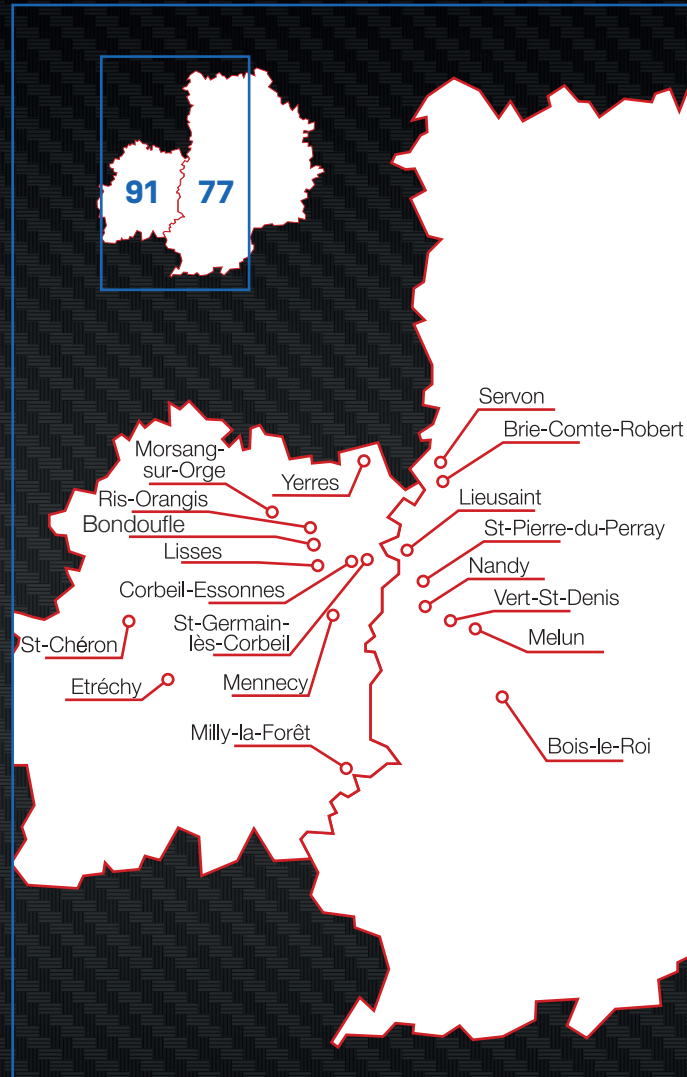 91
77
Servon
Brie-Comte-Robert
Morsang-
sur-Orge
Yerres
Ris-Orangis
Lieusaint
Bondoufle
St-Pierre-du-Perray
Lisses
Nandy
Corbeil-Essonnes
Vert-St-Denis
St-Germain-
lès-Corbeil
St-Chéron
Melun
Etréchy
Mennecy
Milly-la-Forêt
Bois-le-Roi